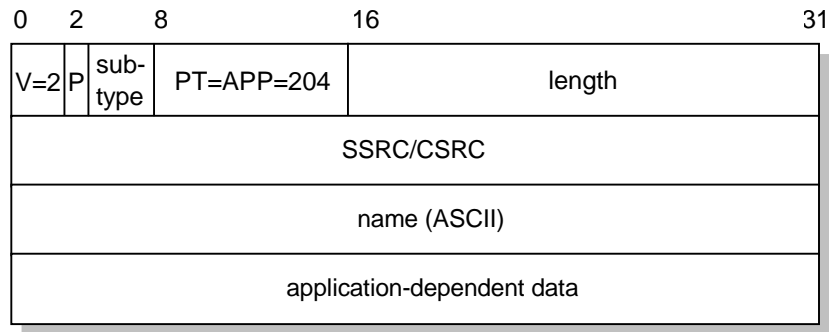 0 2 8 16 31
V=2 P sub-
type PT=APP=204 length
SSRC/CSRC
name (ASCII)
application-dependent data